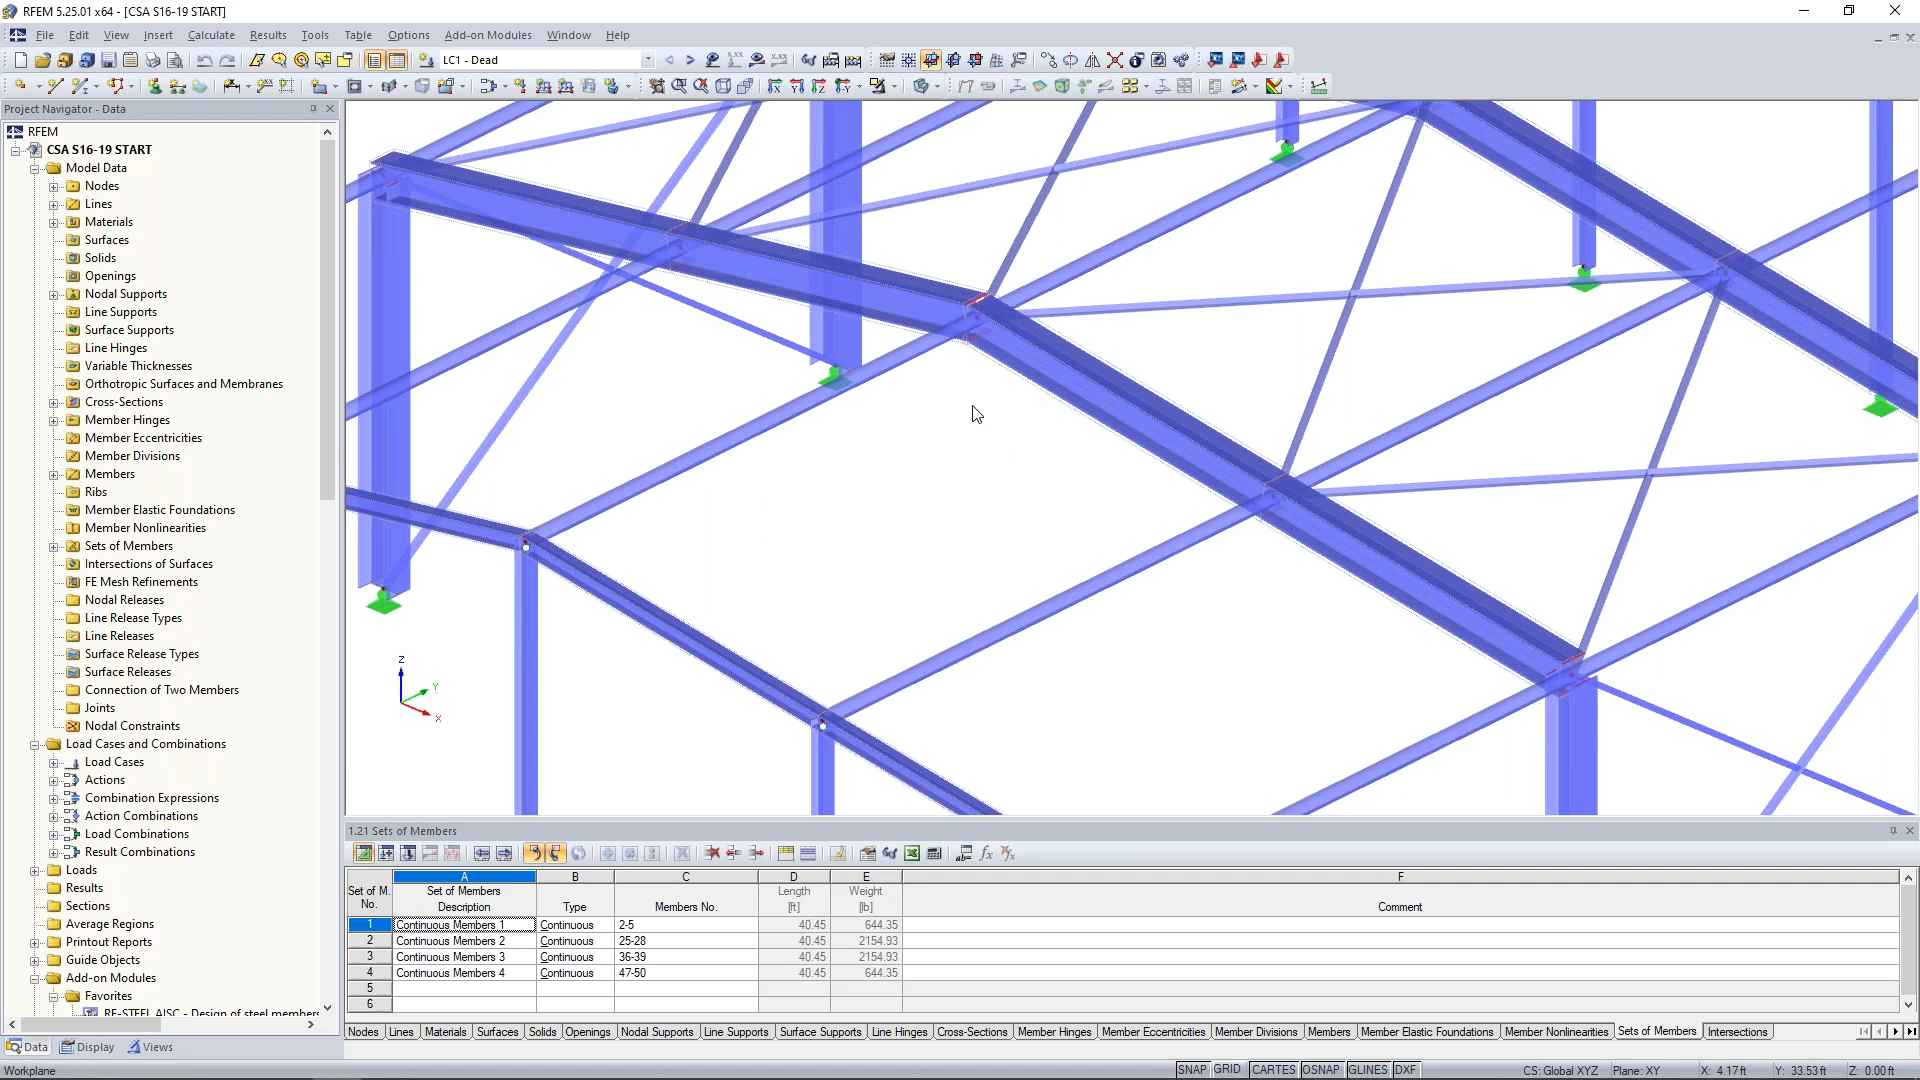 RFEM 5.25.01 x64 - [CSA S16-19 START]
File Edit View Insert Calculate Results Tools Table Options Add-on Modules Window Help
LC1 - Dead
Project Navigator - Data
RFEM
CSA S16-19 START
Model Data
Nodes
Lines
Materials
Surfaces
Solids
Openings
Nodal Supports
Line Supports
Surface Supports
Line Hinges
Variable Thicknesses
Orthotropic Surfaces and Membranes
Cross-Sections
Member Hinges
Member Eccentricities
Member Divisions
Members
Ribs
Member Elastic Foundations
Member Nonlinearities
Sets of Members
Intersections of Surfaces
FE Mesh Refinements
Nodal Releases
Line Release Types
Line Releases
Surface Release Types
Surface Releases
Connection of Two Members
Joints
Nodal Constraints
Load Cases and Combinations
Load Cases
Actions
Combination Expressions
Action Combinations
Load Combinations
Result Combinations
Loads
Results
Sections
Average Regions
Printout Reports
Guide Objects
Add-on Modules
Favorites
RF-STEEL AISC - Design of steel members
Data Display Views
Z
Y
X
1.21 Sets of Members
A B C D E F
Set of M. Set of Members Length Weight
No. Description Type Members No. [ft] [lb] Comment
1 Continuous Members 1 Continuous 2-5 40.45 644.35
2 Continuous Members 2 Continuous 25-28 40.45 2154.93
3 Continuous Members 3 Continuous 36-39 40.45 2154.93
4 Continuous Members 4 Continuous 47-50 40.45 644.35
5
6
Nodes Lines Materials Surfaces Solids Openings Nodal Supports Line Supports Surface Supports Line Hinges Cross-Sections Member Hinges Member Eccentricities Member Divisions Members Member Elastic Foundations Member Nonlinearities Sets of Members Intersections
Workplane SNAP GRID CARTES OSNAP GLINES DXF CS: Global XYZ Plane: XY X: 4.17 ft Y: 33.53 ft Z: 0.00 ft